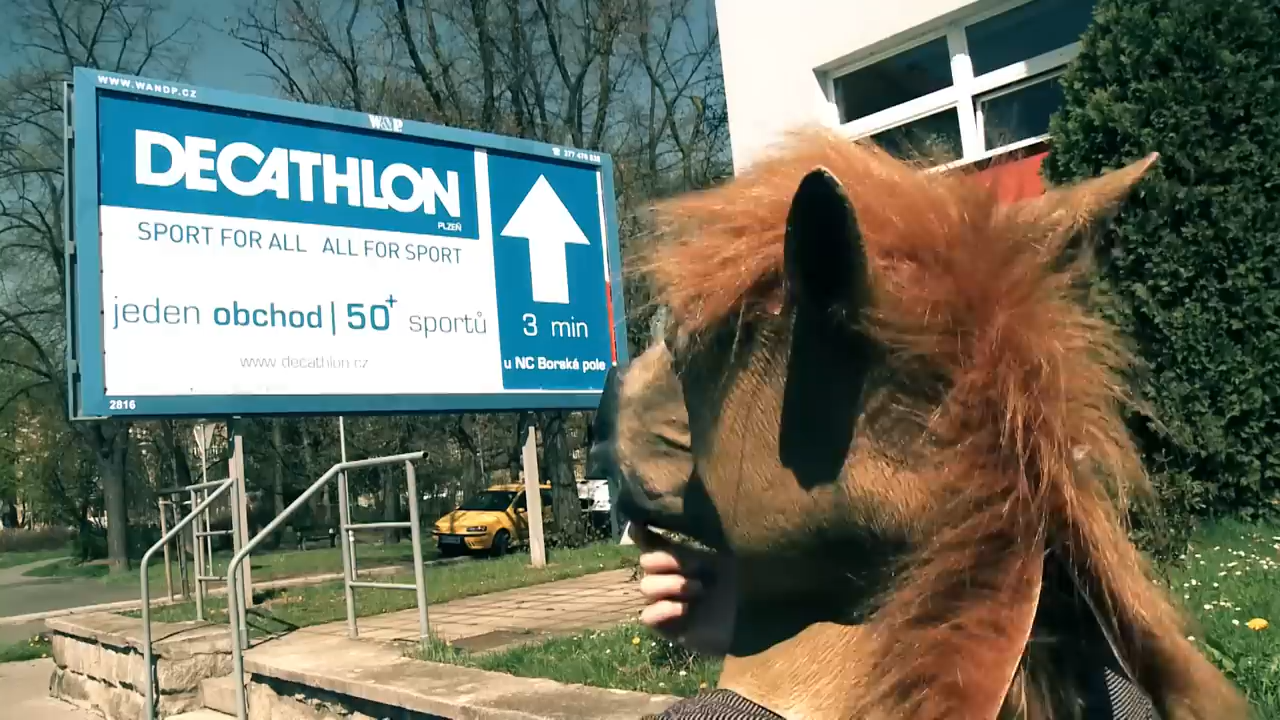 WWW.WANDP.CZ
W&P
☎ 377 470 838
DECATHLON
PLZEŇ
SPORT FOR ALL ALL FOR SPORT
jeden obchod | 50+ sportů
www.decathlon.cz
3 min
u NC Borská pole
2816